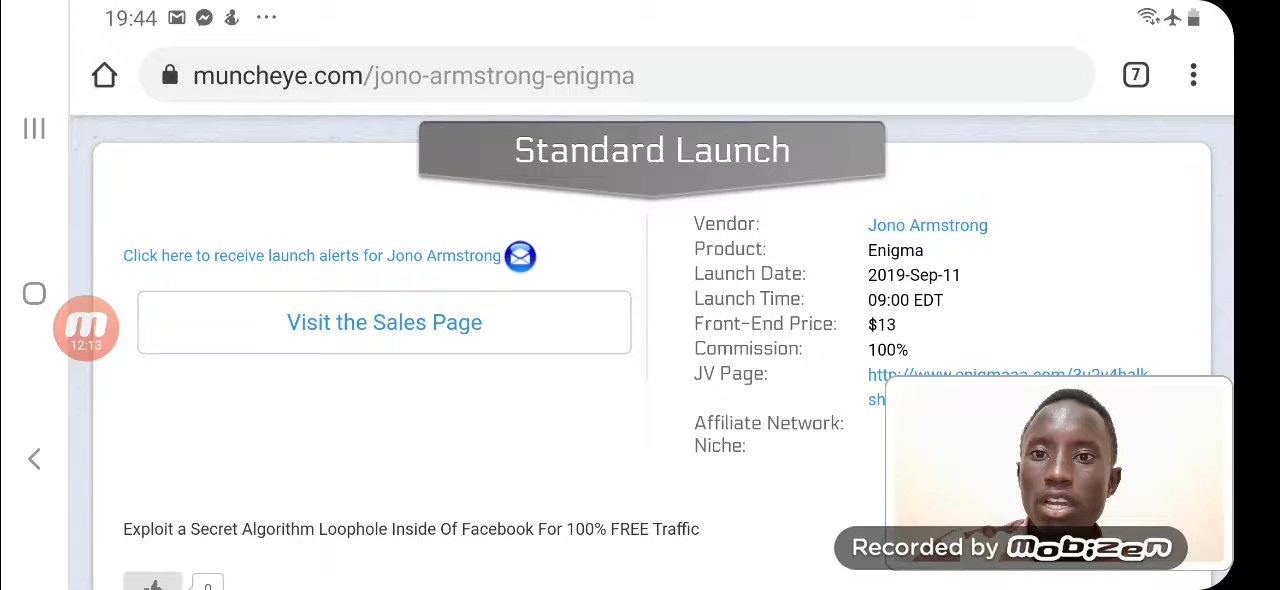 19:44
muncheye.com/jono-armstrong-enigma
7
Standard Launch
Click here to receive launch alerts for Jono Armstrong
Visit the Sales Page
12:13
Vendor: Jono Armstrong
Product: Enigma
Launch Date: 2019-Sep-11
Launch Time: 09:00 EDT
Front-End Price: $13
Commission: 100%
JV Page:
Affiliate Network:
Niche:
Exploit a Secret Algorithm Loophole Inside Of Facebook For 100% FREE Traffic
0
Recorded by mobizen